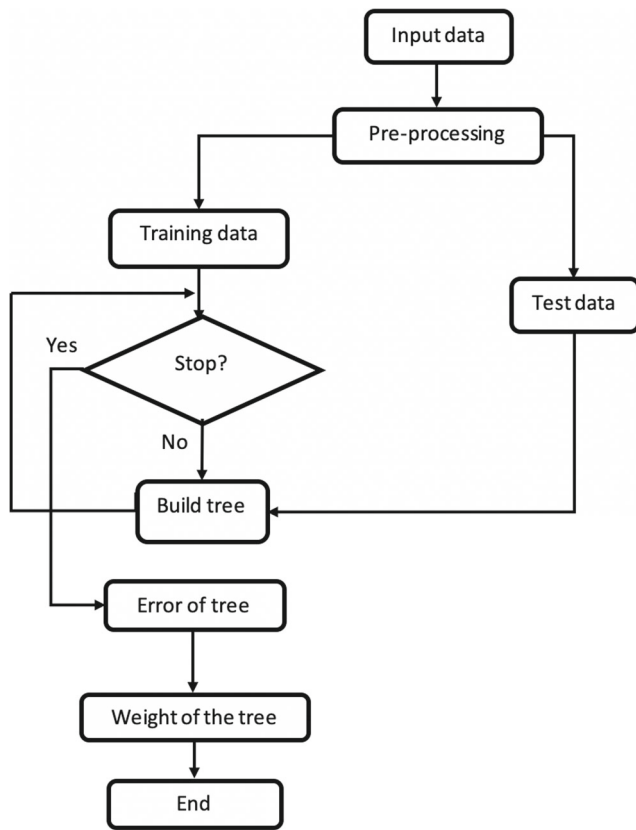 Input data
Pre-processing
Training data
Test data
Yes
Stop?
No
Build tree
Error of tree
Weight of the tree
End